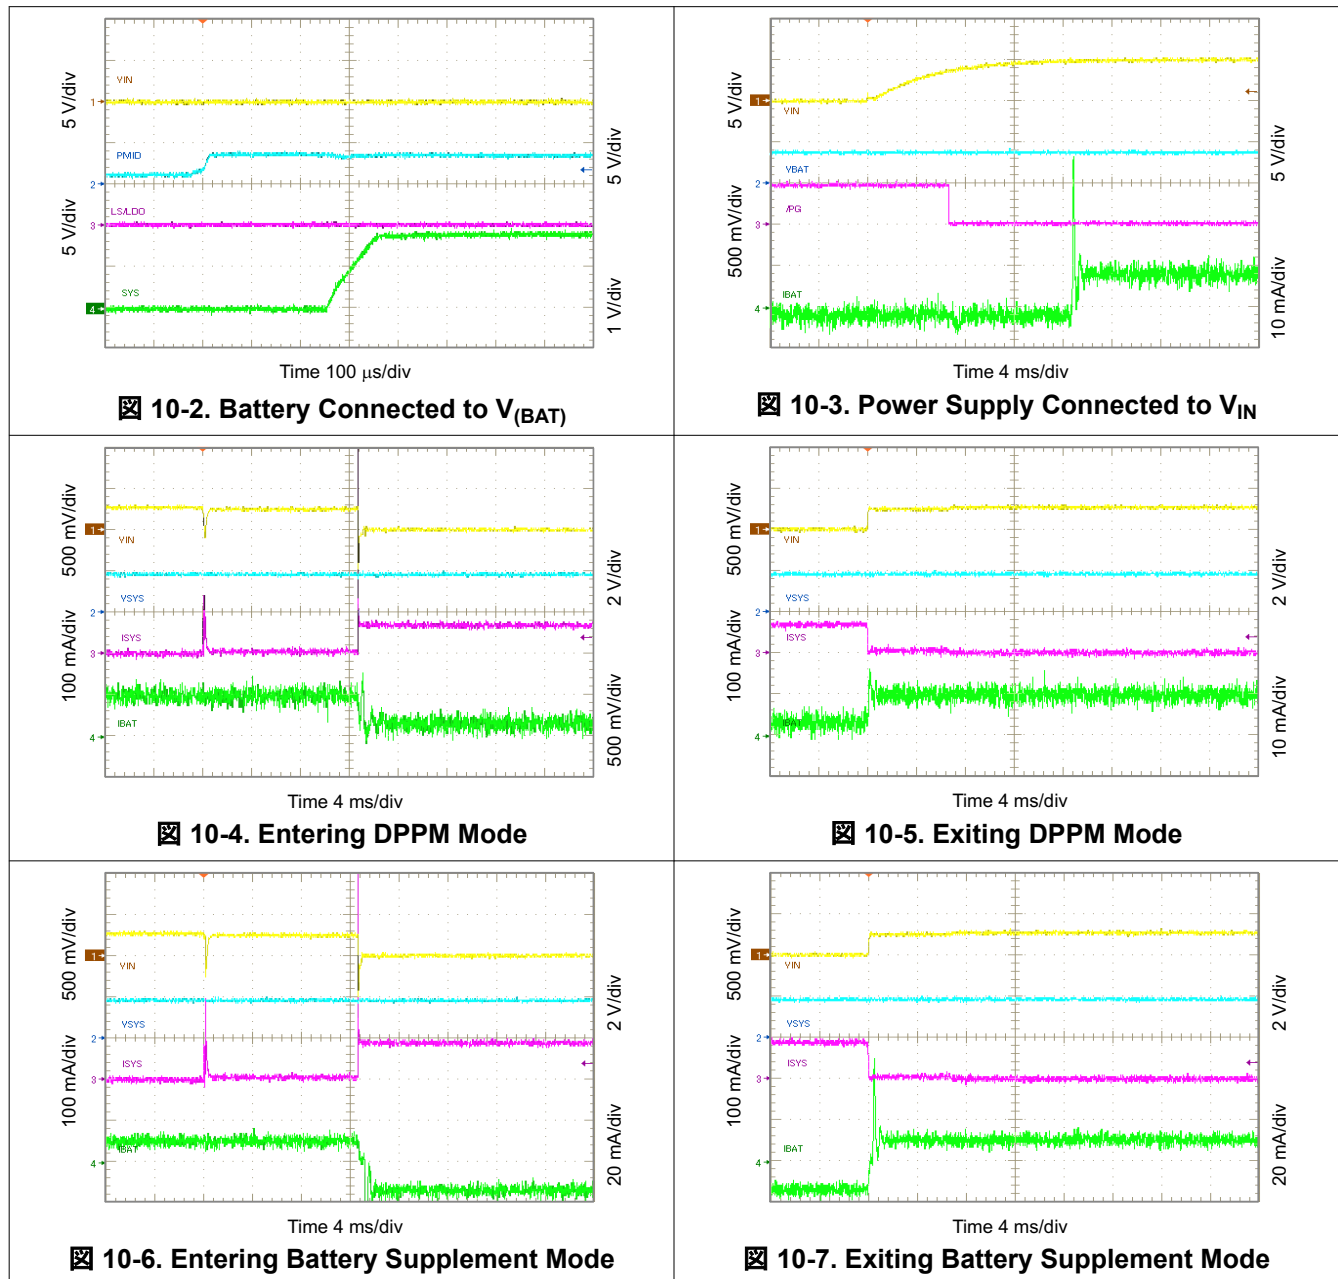 5 V/div
5 V/div
5 V/div
1 V/div
VIN
1
PMID
2
LS/LDO
3
SYS
4
Time 100 μs/div
図 10-2. Battery Connected to V(BAT)
5 V/div
500 mV/div
5 V/div
10 mA/div
1
VIN
VBAT
2
/PG
3
IBAT
4
Time 4 ms/div
図 10-3. Power Supply Connected to VIN
500 mV/div
100 mA/div
2 V/div
500 mV/div
1
VIN
VSYS
2
ISYS
3
IBAT
4
Time 4 ms/div
図 10-4. Entering DPPM Mode
500 mV/div
100 mA/div
2 V/div
10 mA/div
1
VIN
VSYS
2
ISYS
3
IBAT
4
Time 4 ms/div
図 10-5. Exiting DPPM Mode
500 mV/div
100 mA/div
2 V/div
20 mA/div
1
VIN
VSYS
2
ISYS
3
IBAT
4
Time 4 ms/div
図 10-6. Entering Battery Supplement Mode
500 mV/div
100 mA/div
2 V/div
20 mA/div
1
VIN
VSYS
2
ISYS
3
IBAT
4
Time 4 ms/div
図 10-7. Exiting Battery Supplement Mode